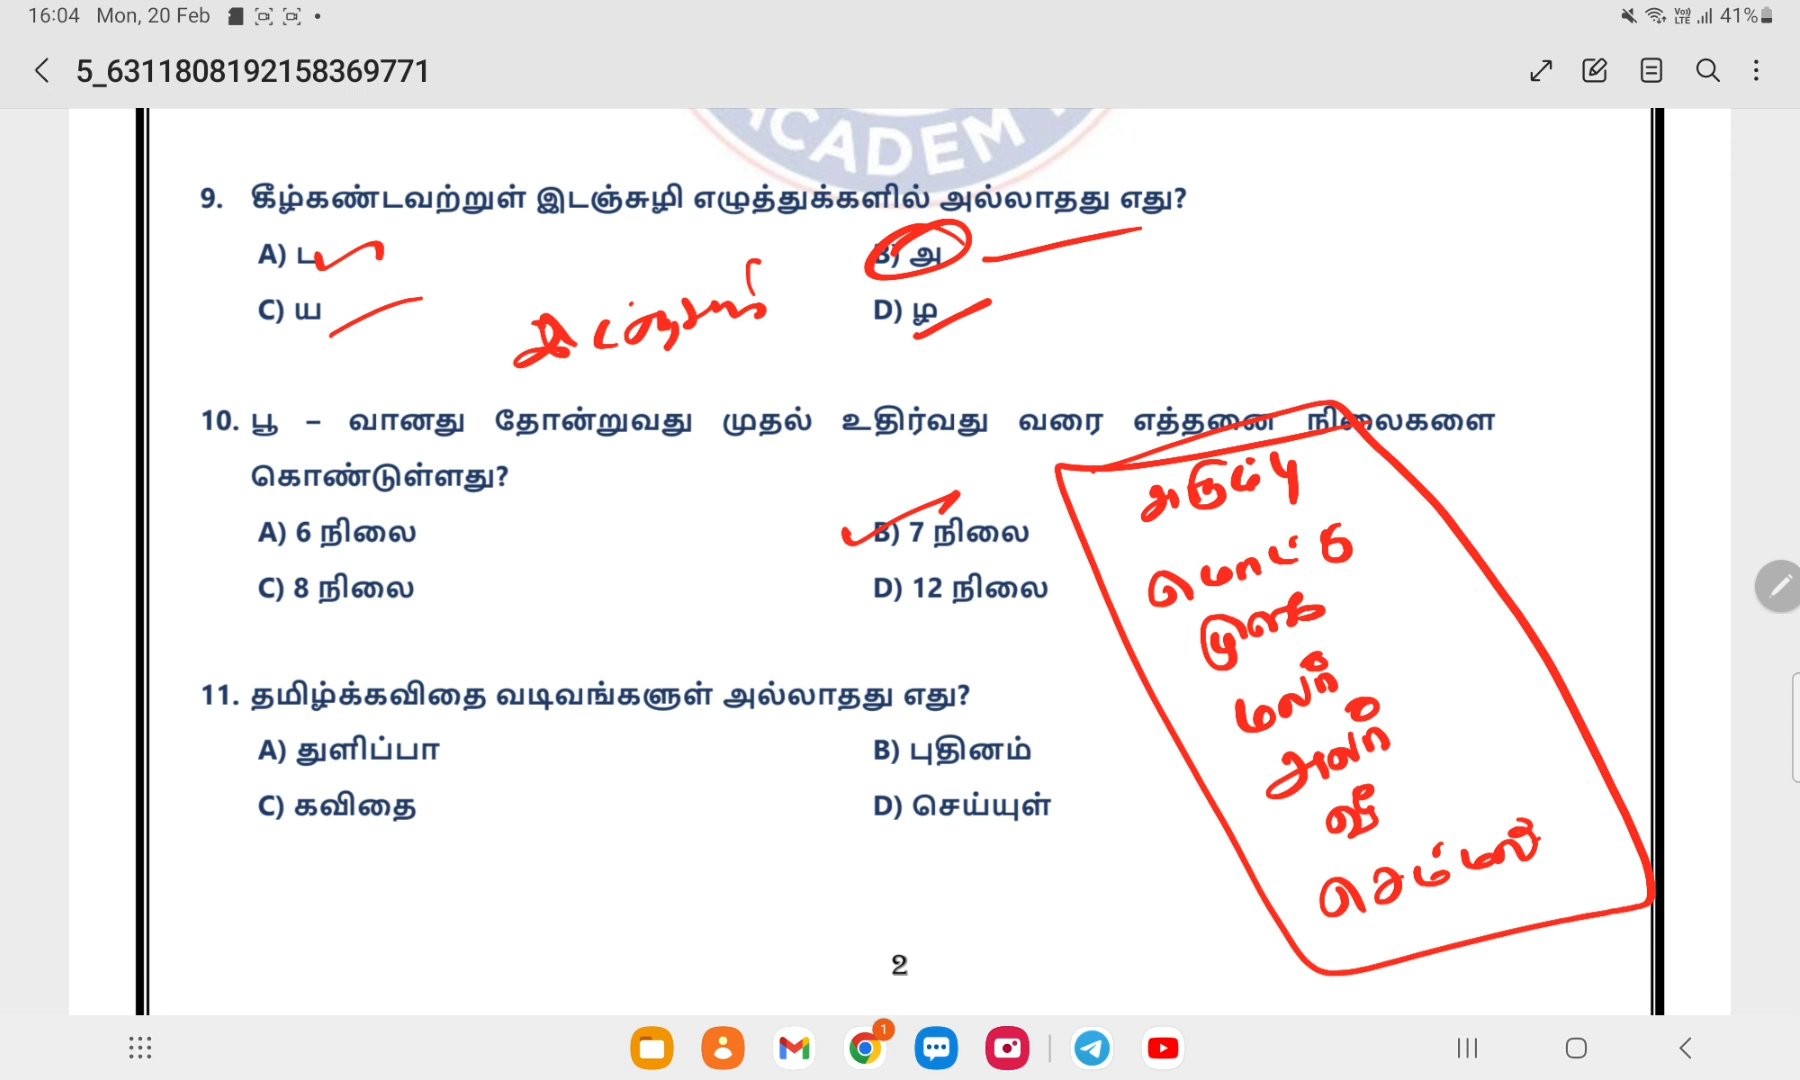 16:04 Mon, 20 Feb
41%
5_6311808192158369771
ACADEM
9. கீழ்கண்டவற்றுள் இடஞ்சுழி எழுத்துக்களில் அல்லாதது எது?
A) ட B) அ
C) ய D) ழ
10. பூ – வானது தோன்றுவது முதல் உதிர்வது வரை எத்தனை நிலைகளை
கொண்டுள்ளது?
A) 6 நிலை B) 7 நிலை
C) 8 நிலை D) 12 நிலை
அரும்பு
மொட்டு
முகை
மலர்
அலர்
வீ
செம்மல்
11. தமிழ்க்கவிதை வடிவங்களுள் அல்லாதது எது?
A) துளிப்பா B) புதினம்
C) கவிதை D) செய்யுள்
2
1